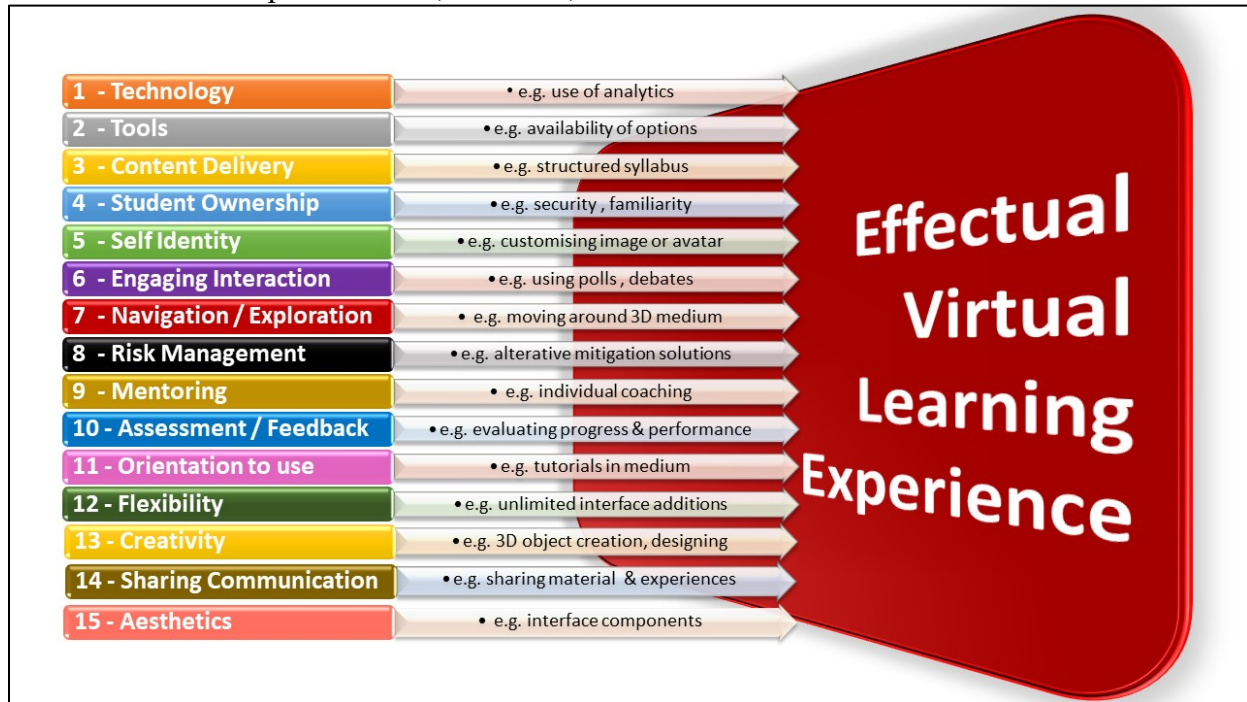 1 - Technology
• e.g. use of analytics
2 - Tools
• e.g. availability of options
3 - Content Delivery
• e.g. structured syllabus
4 - Student Ownership
• e.g. security , familiarity
5 - Self Identity
• e.g. customising image or avatar
6 - Engaging Interaction
• e.g. using polls , debates
7 - Navigation / Exploration
• e.g. moving around 3D medium
8 - Risk Management
• e.g. alterative mitigation solutions
9 - Mentoring
• e.g. individual coaching
10 - Assessment / Feedback
• e.g. evaluating progress & performance
11 - Orientation to use
• e.g. tutorials in medium
12 - Flexibility
• e.g. unlimited interface additions
13 - Creativity
• e.g. 3D object creation, designing
14 - Sharing Communication
• e.g. sharing material & experiences
15 - Aesthetics
• e.g. interface components
Effectual
Virtual
Learning
Experience